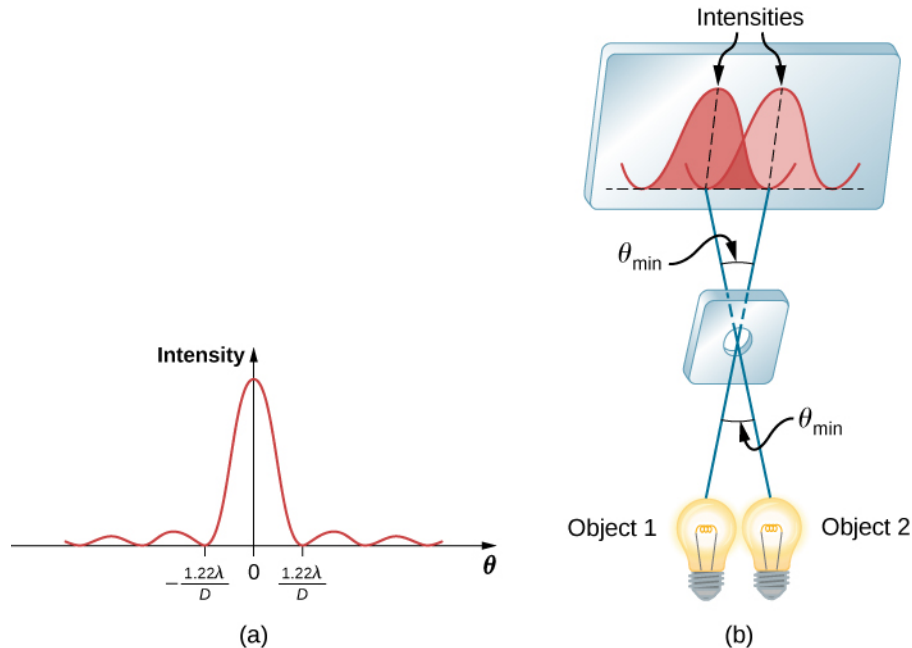 Intensity
−1.22λ/D
0
1.22λ/D
θ
(a)
Intensities
θmin
θmin
Object 1
Object 2
(b)